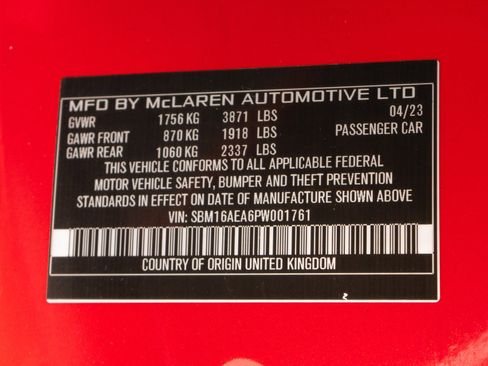 MFD BY McLAREN AUTOMOTIVE LTD
GVWR 1756 KG 3871 LBS 04/23
GAWR FRONT 870 KG 1918 LBS PASSENGER CAR
GAWR REAR 1060 KG 2337 LBS
THIS VEHICLE CONFORMS TO ALL APPLICABLE FEDERAL
MOTOR VEHICLE SAFETY, BUMPER AND THEFT PREVENTION
STANDARDS IN EFFECT ON DATE OF MANUFACTURE SHOWN ABOVE
VIN: SBM16AEA6PW001761
COUNTRY OF ORIGIN UNITED KINGDOM